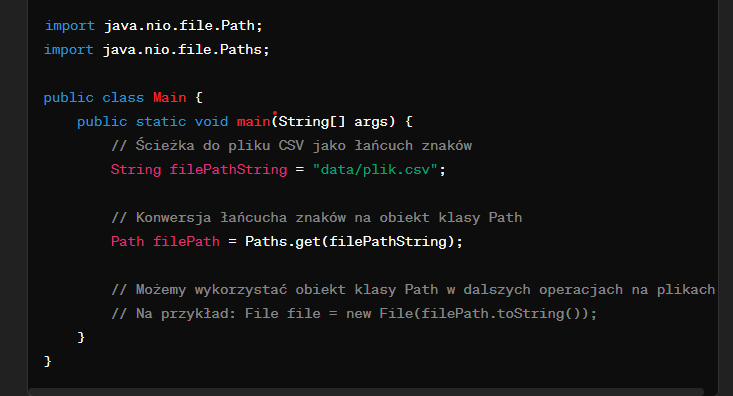 import java.nio.file.Path;
import java.nio.file.Paths;
public class Main {
public static void main(String[] args) {
// Ścieżka do pliku CSV jako łańcuch znaków
String filePathString = "data/plik.csv";
// Konwersja łańcucha znaków na obiekt klasy Path
Path filePath = Paths.get(filePathString);
// Możemy wykorzystać obiekt klasy Path w dalszych operacjach na plikach
// Na przykład: File file = new File(filePath.toString());
}
}